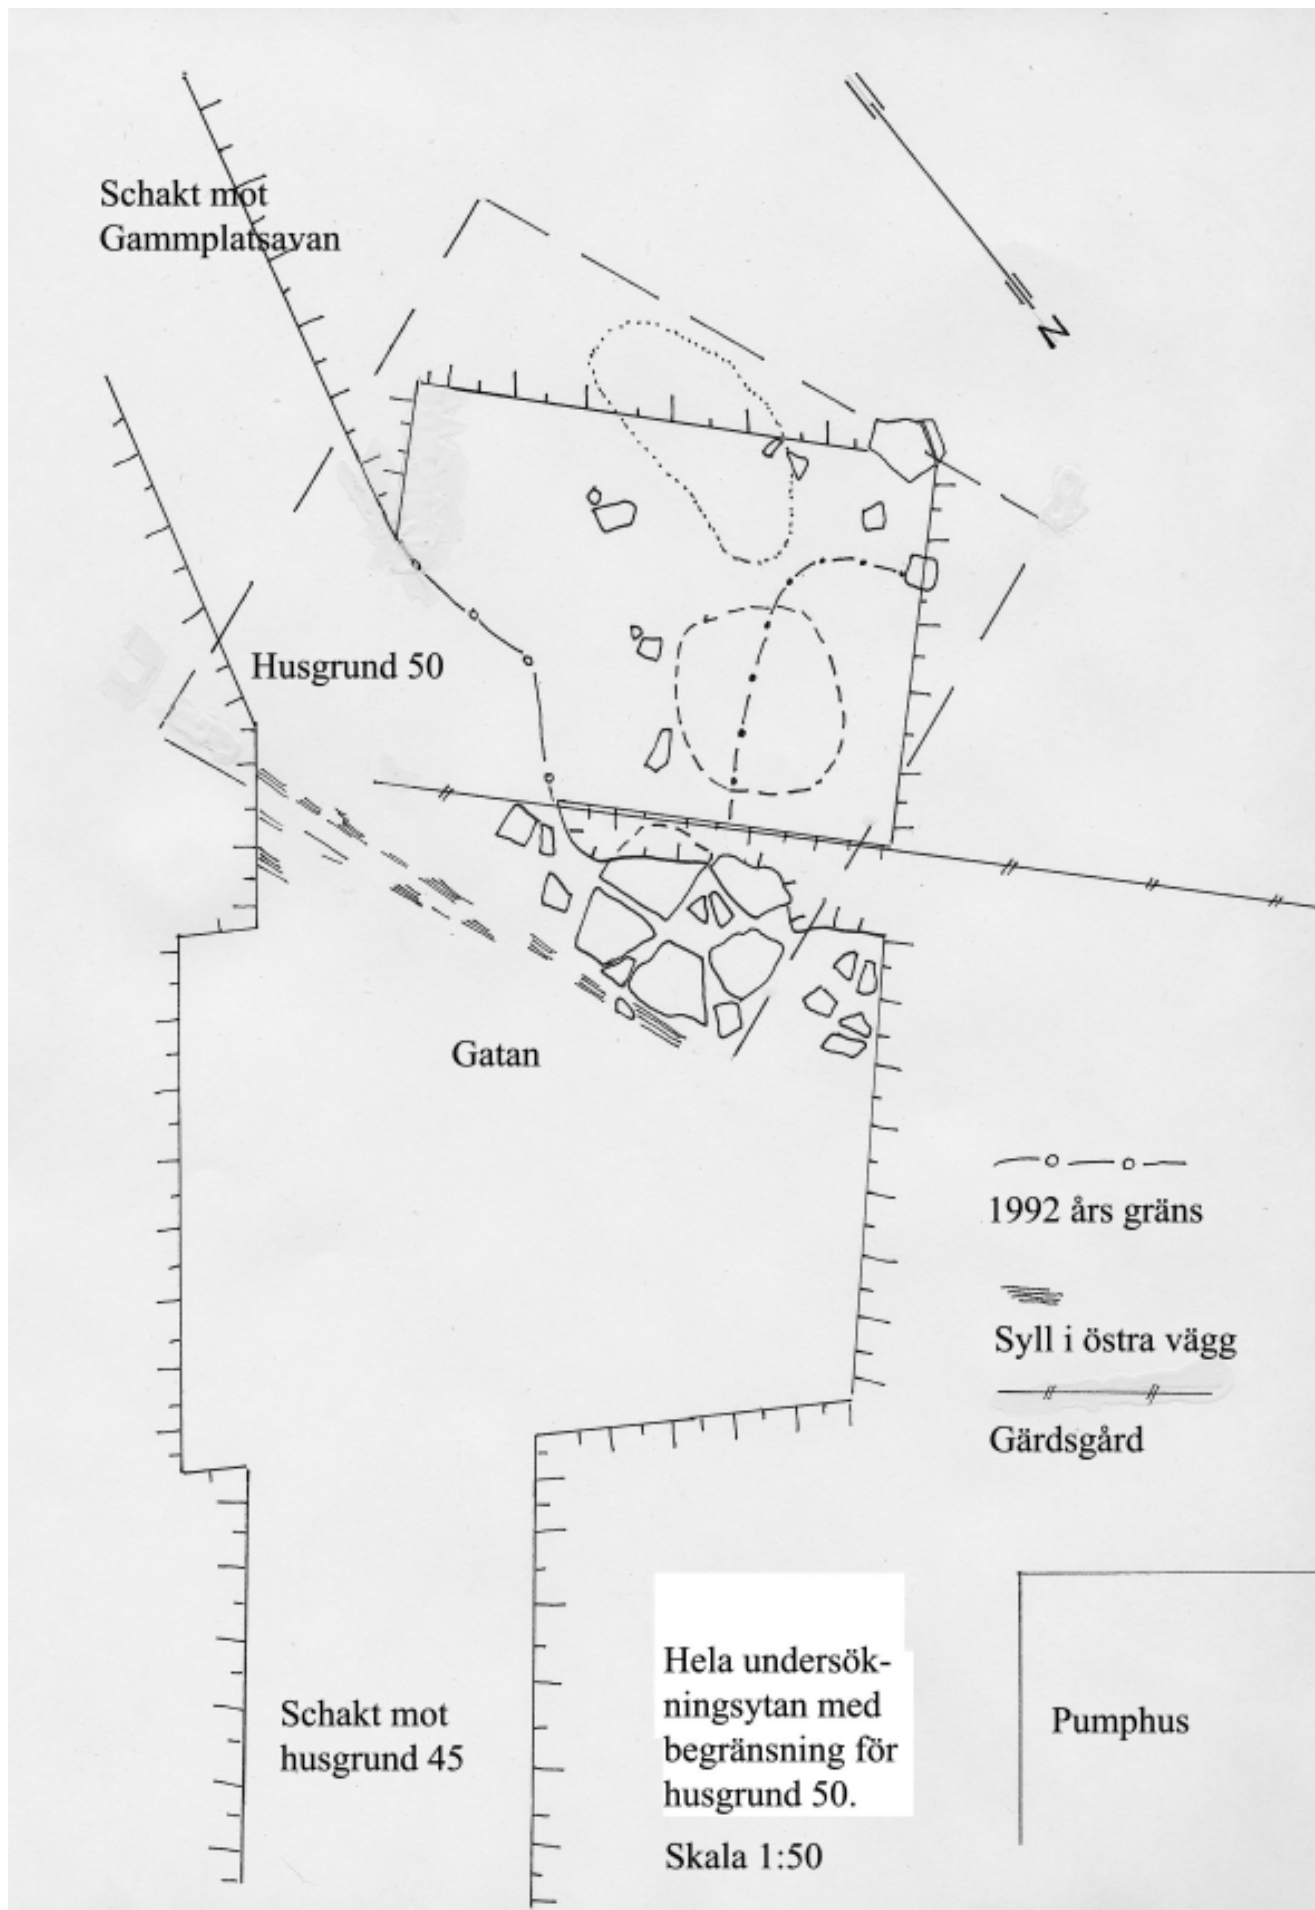 Schakt mot
Gammplatsavan
N
Husgrund 50
Gatan
1992 års gräns
Syll i östra vägg
Gärdsgård
Schakt mot
husgrund 45
Hela undersök-
ningsytan med
begränsning för
husgrund 50.
Skala 1:50
Pumphus